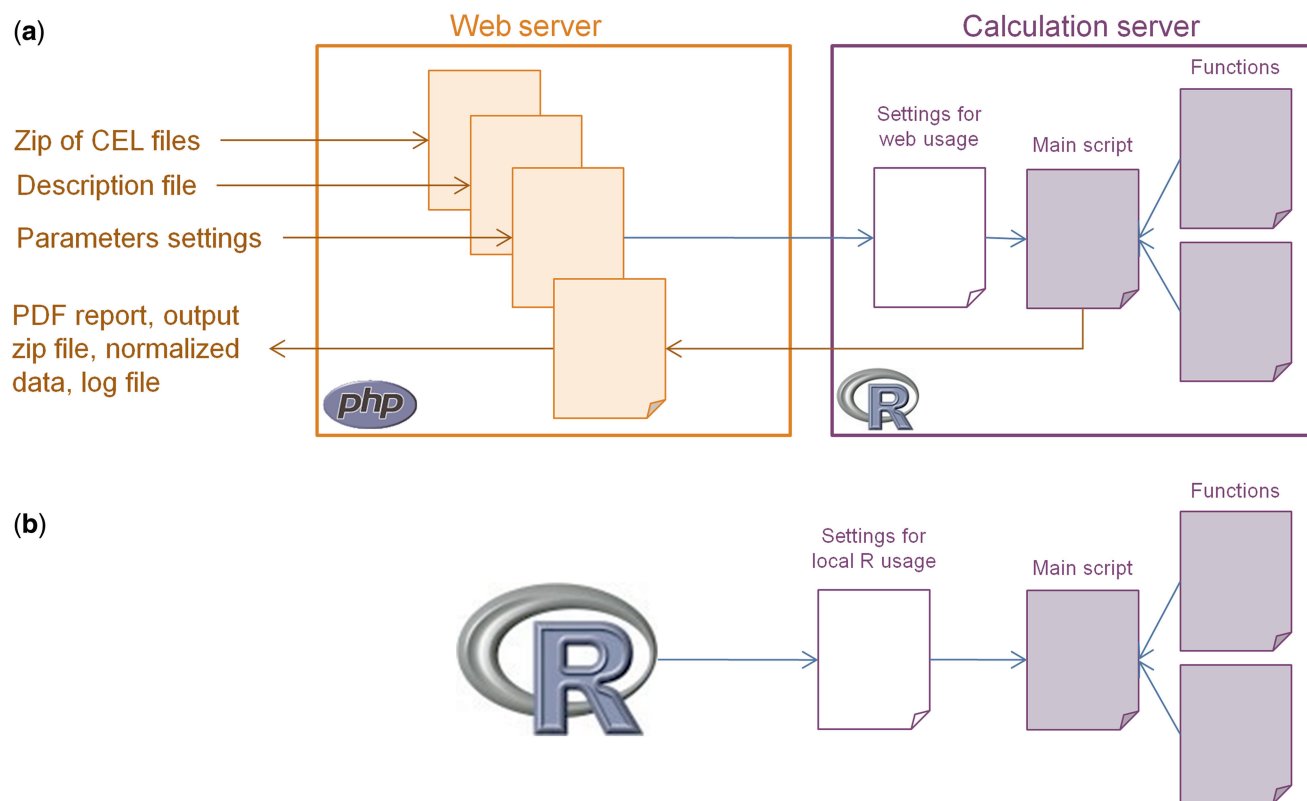 (a)
Web server
Calculation server
Functions
Settings for
web usage
Main script
Zip of CEL files
Description file
Parameters settings
PDF report, output
zip file, normalized
data, log file
php
R
(b)
Functions
Settings for
local R usage
Main script
R